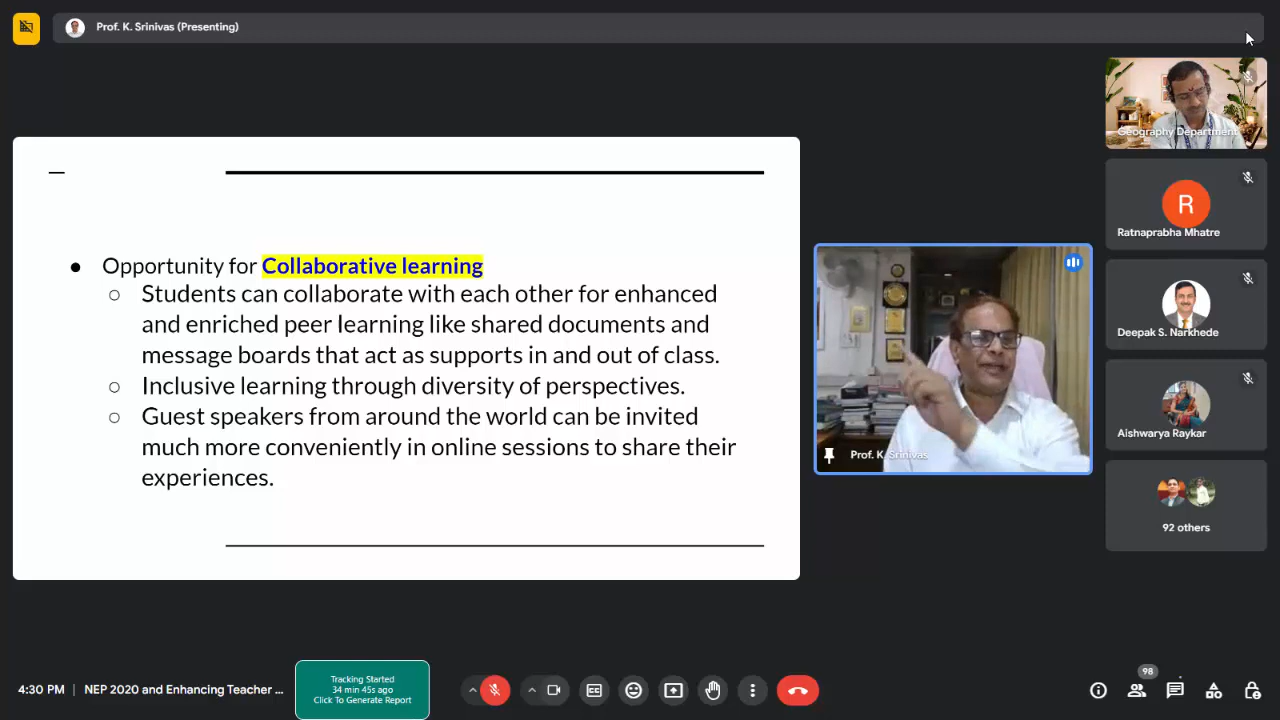 Prof. K. Srinivas (Presenting)
Geography Department
R
Ratnaprabha Mhatre
Opportunity for Collaborative learning
Students can collaborate with each other for enhanced
and enriched peer learning like shared documents and
message boards that act as supports in and out of class.
Inclusive learning through diversity of perspectives.
Guest speakers from around the world can be invited
much more conveniently in online sessions to share their
experiences.
Prof. K. Srinivas
Deepak S. Narkhede
Aishwarya Raykar
92 others
4:30 PM | NEP 2020 and Enhancing Teacher ...
Tracking Started
34 min 45s ago
Click To Generate Report
98